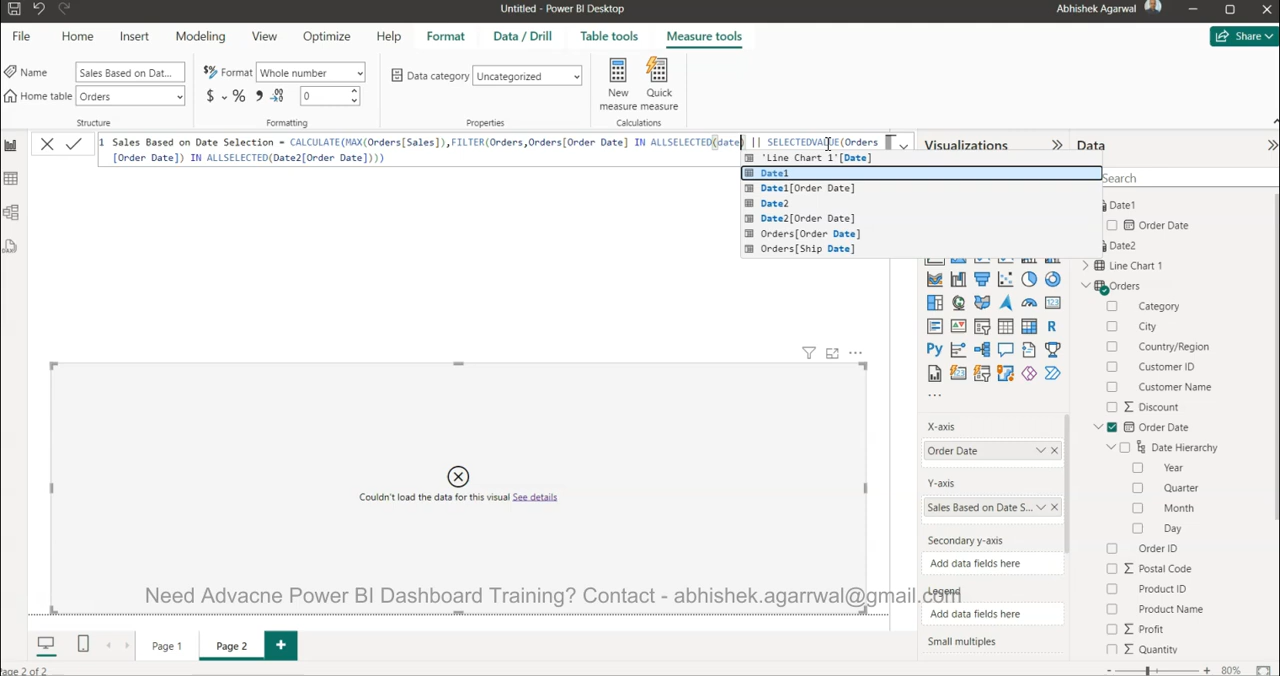 Untitled - Power BI Desktop
Abhishek Agarwal
File Home Insert Modeling View Optimize Help Format Data / Drill Table tools Measure tools
Share
Name Sales Based on Dat...
Home table Orders
Structure
Format Whole number
$ % 9 .00 0
Formatting
Data category Uncategorized
Properties
New measure
Quick measure
Calculations
1 Sales Based on Date Selection = CALCULATE(MAX(Orders[Sales]),FILTER(Orders,Orders[Order Date] IN ALLSELECTED(date) || SELECTEDVALUE(Orders
[Order Date]) IN ALLSELECTED(Date2[Order Date])))
'Line Chart 1'[Date]
Date1
Date1[Order Date]
Date2
Date2[Order Date]
Orders[Order Date]
Orders[Ship Date]
Couldn't load the data for this visual See details
Need Advacne Power BI Dashboard Training? Contact - abhishek.agarrwal@gmail.com
Visualizations
R
Py
X-axis
Order Date
Y-axis
Sales Based on Date S...
Secondary y-axis
Add data fields here
Legend
Add data fields here
Small multiples
Data
Search
Date1
Order Date
Date2
Line Chart 1
Orders
Category
City
Country/Region
Customer ID
Customer Name
Discount
Order Date
Date Hierarchy
Year
Quarter
Month
Day
Order ID
Postal Code
Product ID
Product Name
Profit
Quantity
Page 1
Page 2
Page 2 of 2
80%